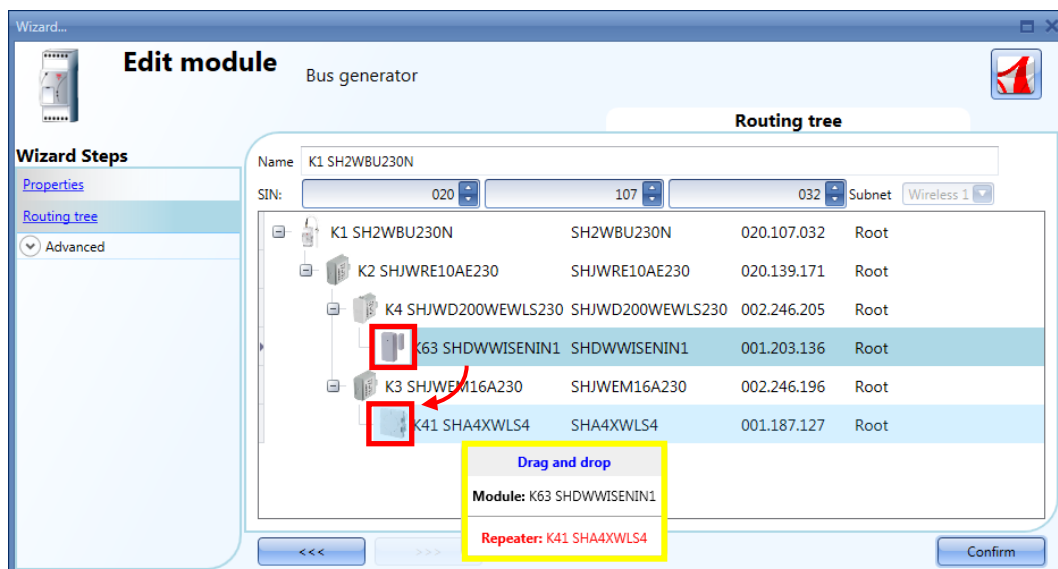 Wizard...
Edit module
Bus generator
Routing tree
Wizard Steps
Properties
Routing tree
Advanced
Name K1 SH2WBU230N
SIN: 020 107 032 Subnet Wireless 1
K1 SH2WBU230N SH2WBU230N 020.107.032 Root
K2 SHJWRE10AE230 SHJWRE10AE230 020.139.171 Root
K4 SHJWD200WEWLS230 SHJWD200WEWLS230 002.246.205 Root
K63 SHDWWISENIN1 SHDWWISENIN1 001.203.136 Root
K3 SHJWEM16A230 SHJWEM16A230 002.246.196 Root
K41 SHA4XWLS4 SHA4XWLS4 001.187.127 Root
Drag and drop
Module: K63 SHDWWISENIN1
Repeater: K41 SHA4XWLS4
<<< >>> Confirm